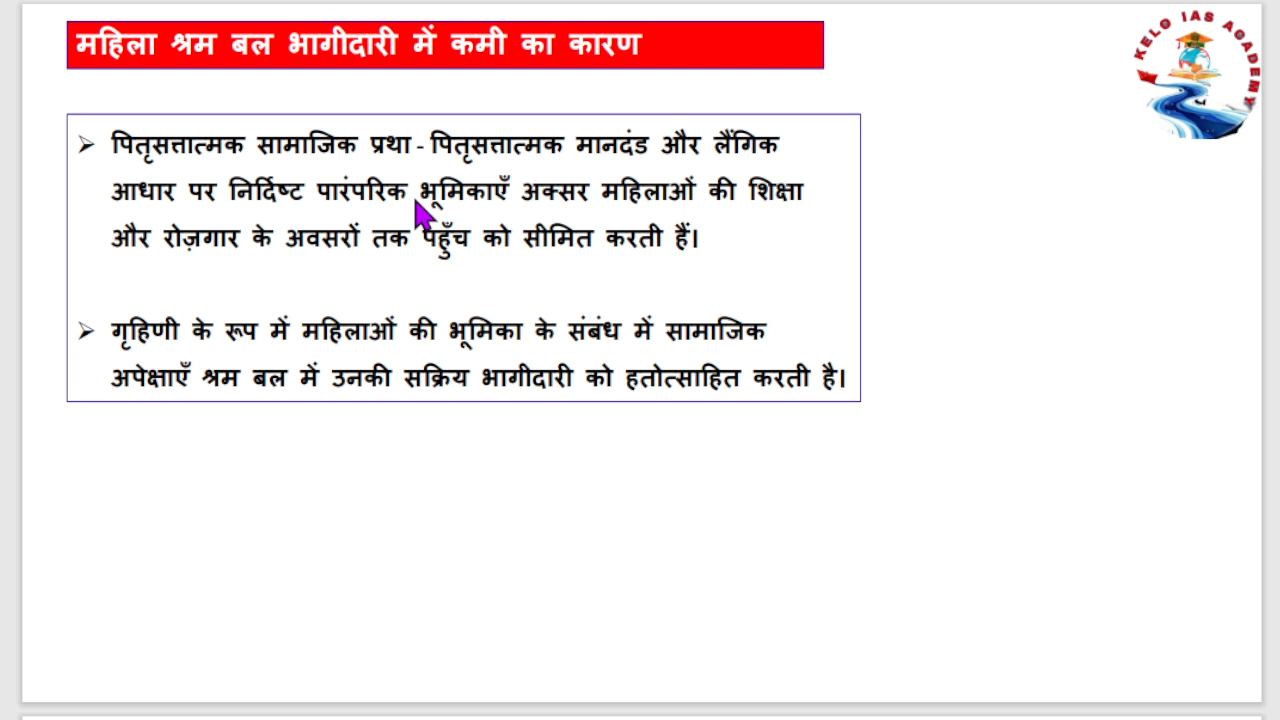 महिला श्रम बल भागीदारी में कमी का कारण
KELO IAS ACADEMY
➢ पितृसत्तात्मक सामाजिक प्रथा - पितृसत्तात्मक मानदंड और लैंगिक
आधार पर निर्दिष्ट पारंपरिक भूमिकाएँ अक्सर महिलाओं की शिक्षा
और रोज़गार के अवसरों तक पहुँच को सीमित करती हैं।
➢ गृहिणी के रूप में महिलाओं की भूमिका के संबंध में सामाजिक
अपेक्षाएँ श्रम बल में उनकी सक्रिय भागीदारी को हतोत्साहित करती है।